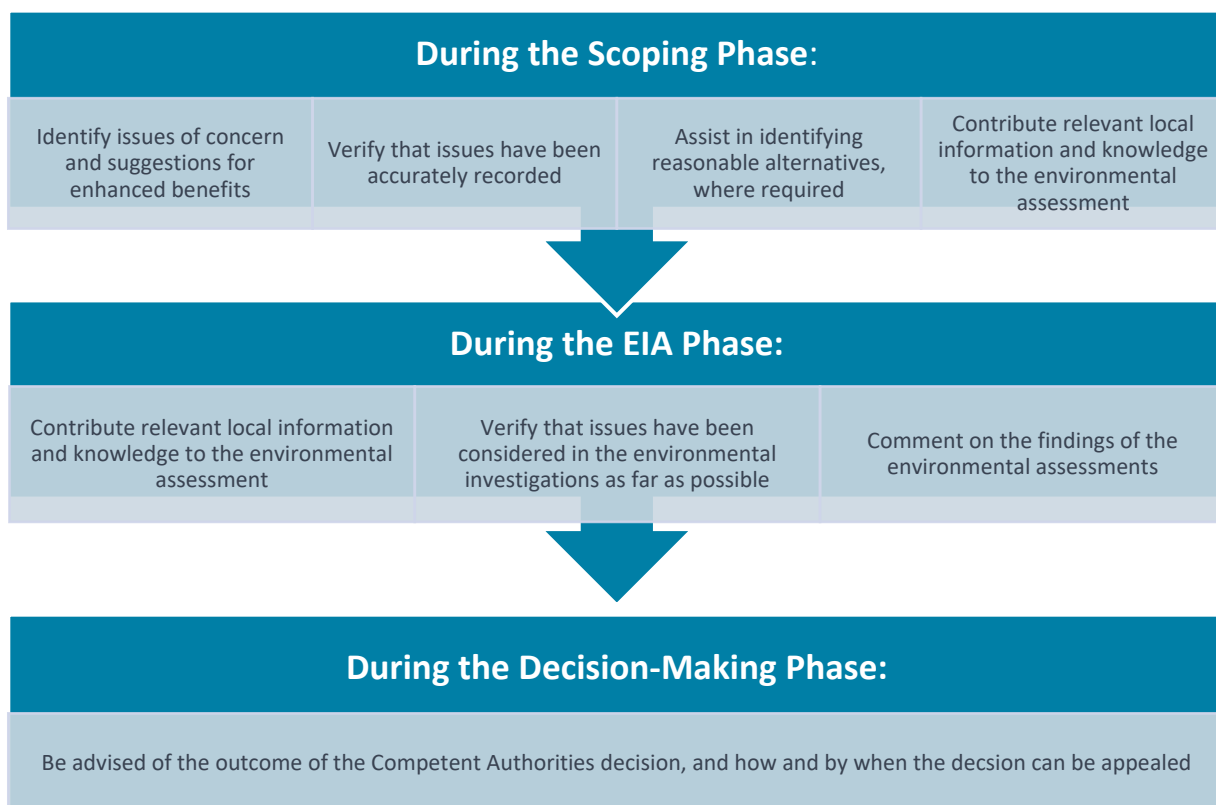 During the Scoping Phase:
Identify issues of concern
and suggestions for
enhanced benefits
Verify that issues have been
accurately recorded
Assist in identifying
reasonable alternatives,
where required
Contribute relevant local
information and knowledge
to the environmental
assessment
During the EIA Phase:
Contribute relevant local information
and knowledge to the environmental
assessment
Verify that issues have been
considered in the environmental
investigations as far as possible
Comment on the findings of the
environmental assessments
During the Decision-Making Phase:
Be advised of the outcome of the Competent Authorities decision, and how and by when the decsion can be appealed